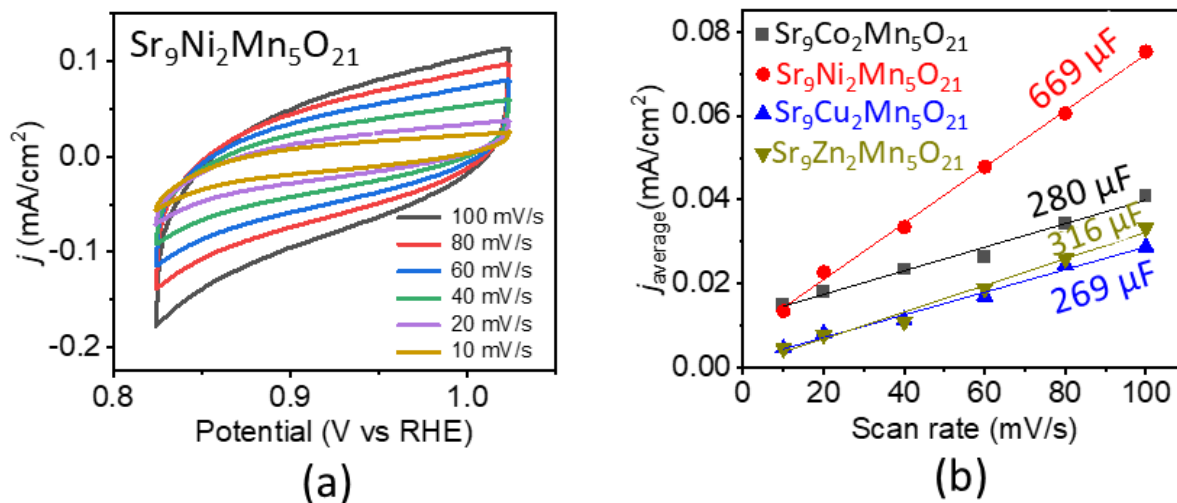 Sr₉Ni₂Mn₅O₂₁
0.1
0.0
-0.1
-0.2
j (mA/cm²)
100 mV/s
80 mV/s
60 mV/s
40 mV/s
20 mV/s
10 mV/s
0.8
0.9
1.0
Potential (V vs RHE)
(a)
0.08
0.06
0.04
0.02
0.00
j average(mA/cm²)
Sr₉Co₂Mn₅O₂₁
Sr₉Ni₂Mn₅O₂₁
Sr₉Cu₂Mn₅O₂₁
Sr₉Zn₂Mn₅O₂₁
669 µF
280 µF
316 µF
269 µF
0
20
40
60
80
100
Scan rate (mV/s)
(b)